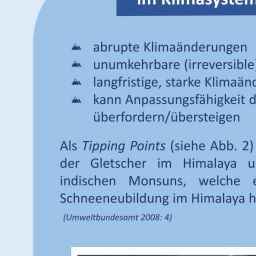 im Klimasystem
abrupte Klimaänderungen
unumkehrbare (irreversible)
langfristige, starke Klimaänd
kann Anpassungsfähigkeit d
überfordern/übersteigen
Als Tipping Points (siehe Abb. 2)
der Gletscher im Himalaya u
indischen Monsuns, welche e
Schneeneubildung im Himalaya h
(Umweltbundesamt 2008: 4)